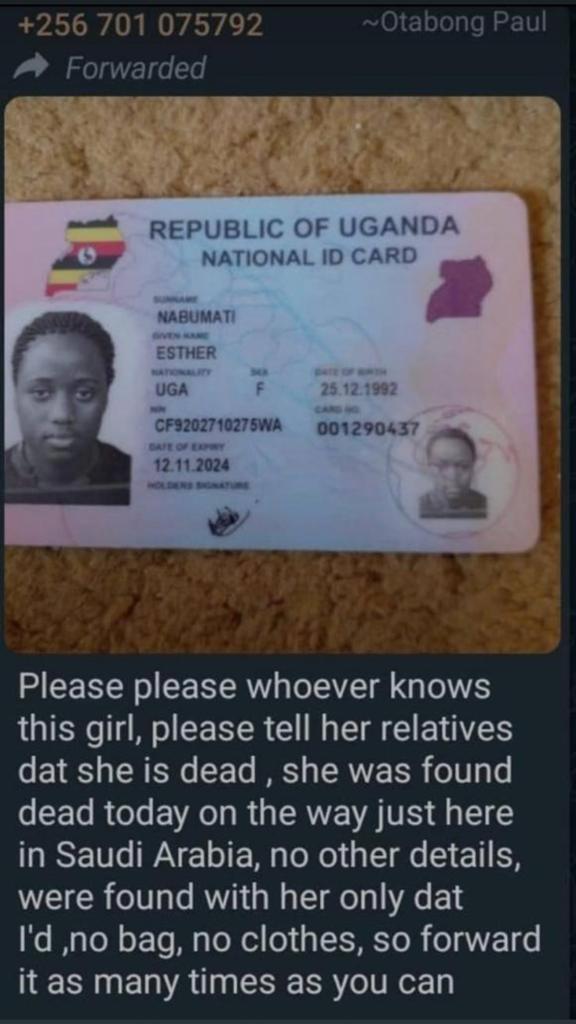 +256 701 075792 ~Otabong Paul
Forwarded
REPUBLIC OF UGANDA
NATIONAL ID CARD
SURNAME
NABUMATI
GIVEN NAME
ESTHER
NATIONALITY SEX DATE OF BIRTH
UGA F 25.12.1992
NIN CARD NO.
CF9202710275WA 001290437
DATE OF EXPIRY
12.11.2024
HOLDERS SIGNATURE
Please please whoever knows
this girl, please tell her relatives
dat she is dead , she was found
dead today on the way just here
in Saudi Arabia, no other details,
were found with her only dat
I'd ,no bag, no clothes, so forward
it as many times as you can